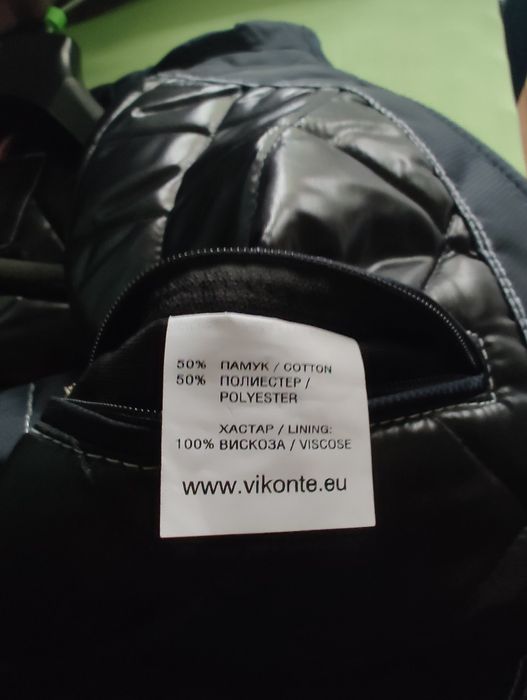 50% ПАМУК / COTTON
50% ПОЛИЕСТЕР /
POLYESTER
ХАСТАР / LINING:
100% ВИСКОЗА / VISCOSE
www.vikonte.eu